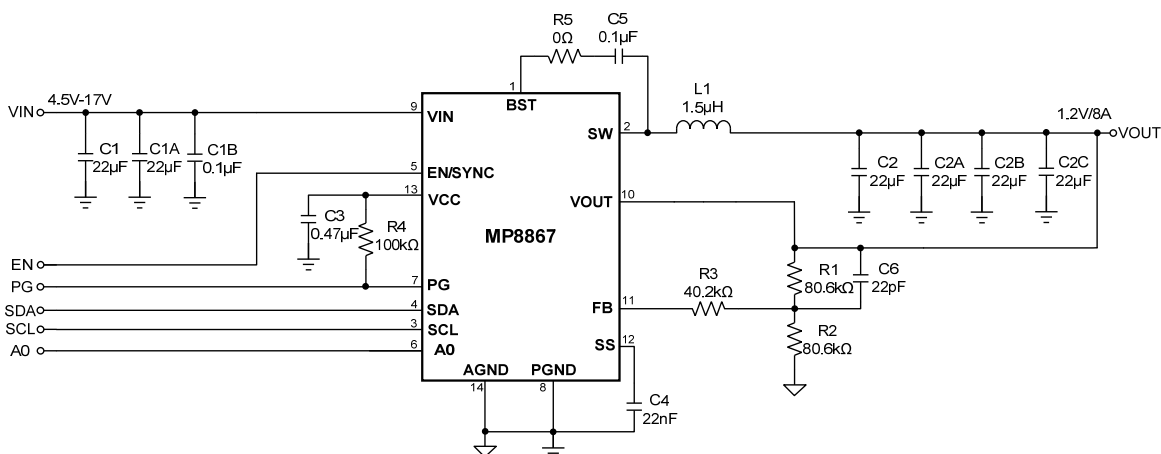 R5
0Ω
C5
0.1µF
1
BST
VIN
4.5V-17V
9
VIN
C1
22µF
C1A
22µF
C1B
0.1µF
SW
2
L1
1.5µH
1.2V/8A
VOUT
C2
22µF
C2A
22µF
C2B
22µF
C2C
22µF
5
EN/SYNC
13
VCC
C3
0.47µF
R4
100kΩ
MP8867
VOUT
10
EN
PG
7
PG
SDA
4
SDA
SCL
3
SCL
A0
6
A0
R3
40.2kΩ
R1
80.6kΩ
C6
22pF
FB
11
R2
80.6kΩ
SS
12
AGND
14
PGND
8
C4
22nF